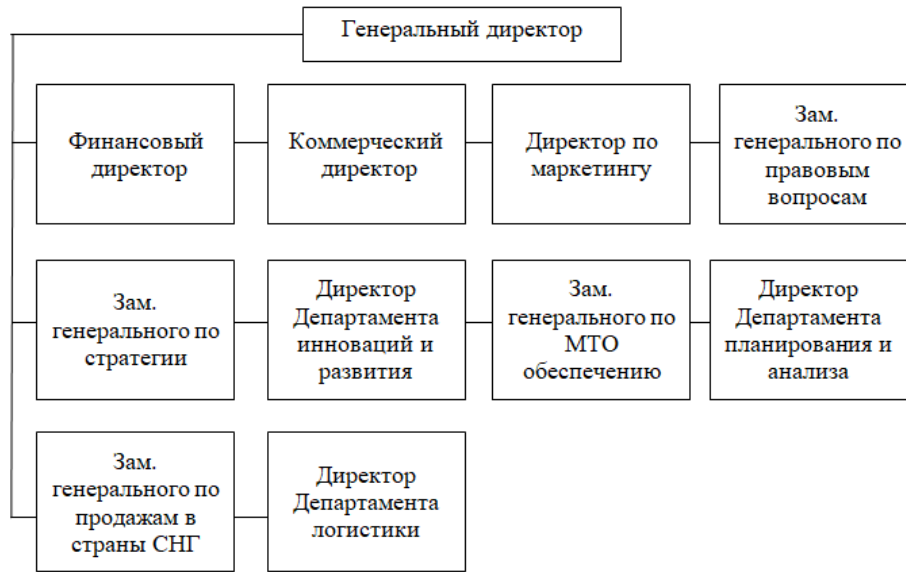 Генеральный директор
Финансовый
директор
Коммерческий
директор
Директор по
маркетингу
Зам.
генерального по
правовым
вопросам
Зам.
генерального по
стратегии
Директор
Департамента
инноваций и
развития
Зам.
генерального по
МТО
обеспечению
Директор
Департамента
планирования и
анализа
Зам.
генерального по
продажам в
страны СНГ
Директор
Департамента
логистики